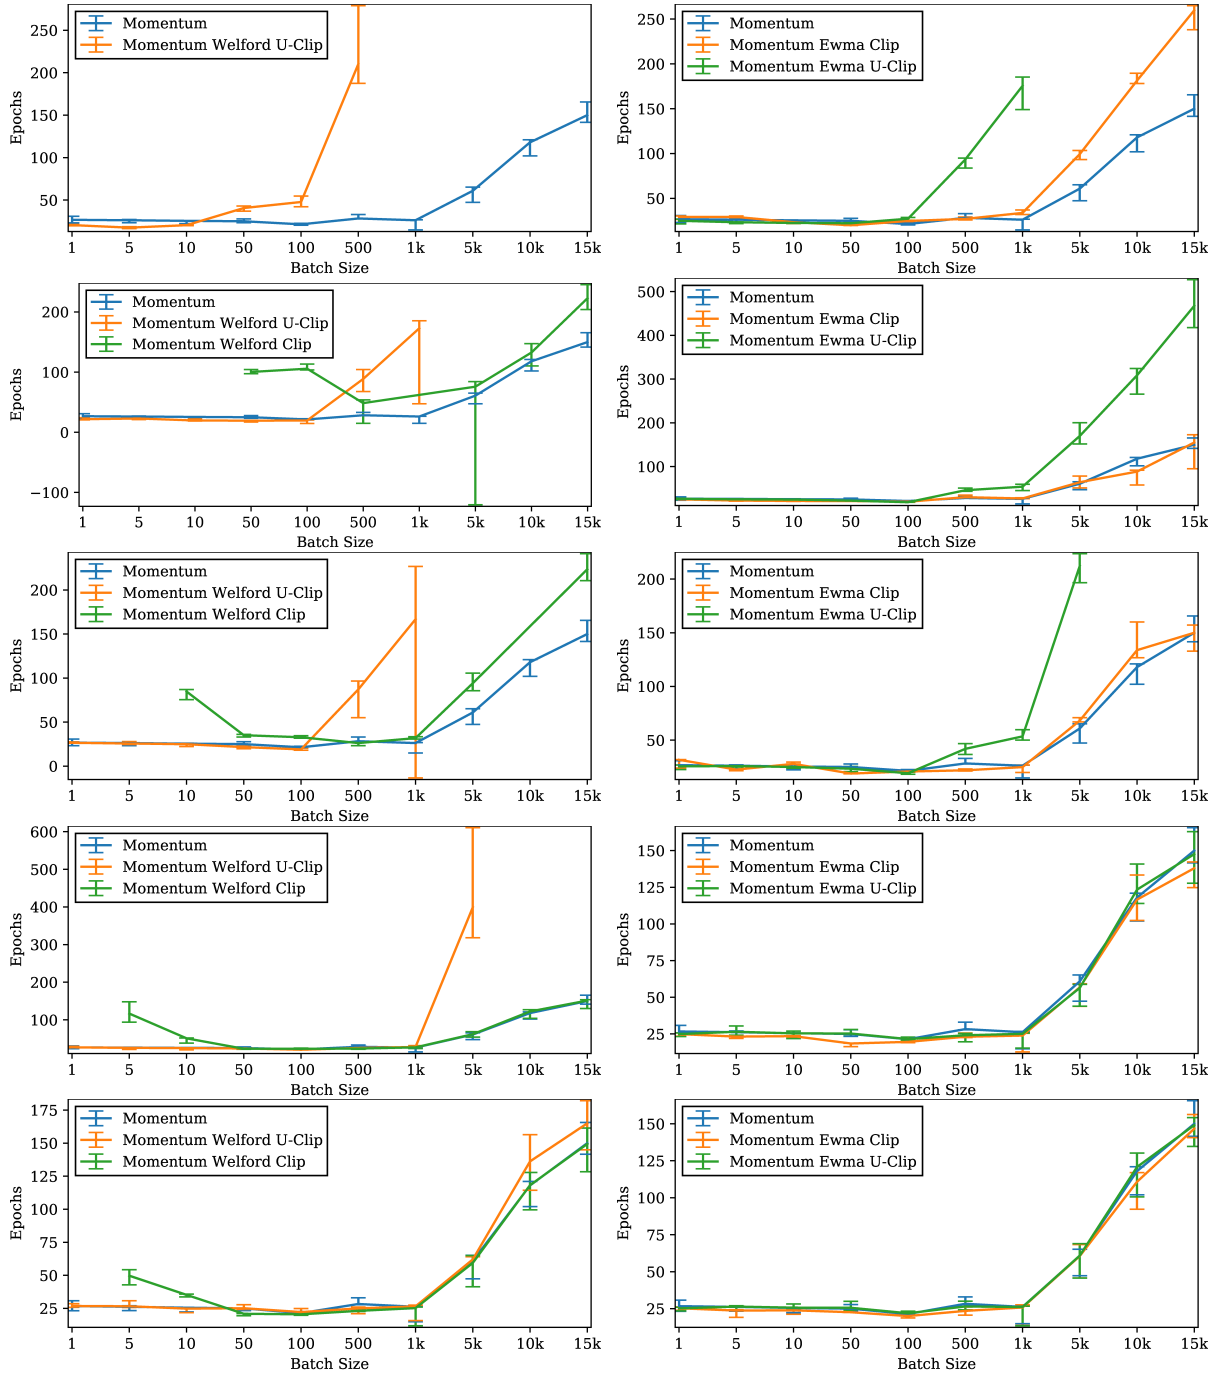 Momentum
Momentum Welford U-Clip
250
200
150
100
50
Epochs
1 5 10 50 100 500 1k 5k 10k 15k
Batch Size
Momentum
Momentum Ewma Clip
Momentum Ewma U-Clip
250
200
150
100
50
Epochs
1 5 10 50 100 500 1k 5k 10k 15k
Batch Size
Momentum
Momentum Welford U-Clip
Momentum Welford Clip
200
100
0
−100
Epochs
1 5 10 50 100 500 1k 5k 10k 15k
Batch Size
Momentum
Momentum Ewma Clip
Momentum Ewma U-Clip
500
400
300
200
100
Epochs
1 5 10 50 100 500 1k 5k 10k 15k
Batch Size
Momentum
Momentum Welford U-Clip
Momentum Welford Clip
200
150
100
50
0
Epochs
1 5 10 50 100 500 1k 5k 10k 15k
Batch Size
Momentum
Momentum Ewma Clip
Momentum Ewma U-Clip
200
150
100
50
Epochs
1 5 10 50 100 500 1k 5k 10k 15k
Batch Size
Momentum
Momentum Welford U-Clip
Momentum Welford Clip
600
500
400
300
200
100
Epochs
1 5 10 50 100 500 1k 5k 10k 15k
Batch Size
Momentum
Momentum Ewma Clip
Momentum Ewma U-Clip
150
125
100
75
50
25
Epochs
1 5 10 50 100 500 1k 5k 10k 15k
Batch Size
Momentum
Momentum Welford U-Clip
Momentum Welford Clip
175
150
125
100
75
50
25
Epochs
1 5 10 50 100 500 1k 5k 10k 15k
Batch Size
Momentum
Momentum Ewma Clip
Momentum Ewma U-Clip
150
125
100
75
50
25
Epochs
1 5 10 50 100 500 1k 5k 10k 15k
Batch Size